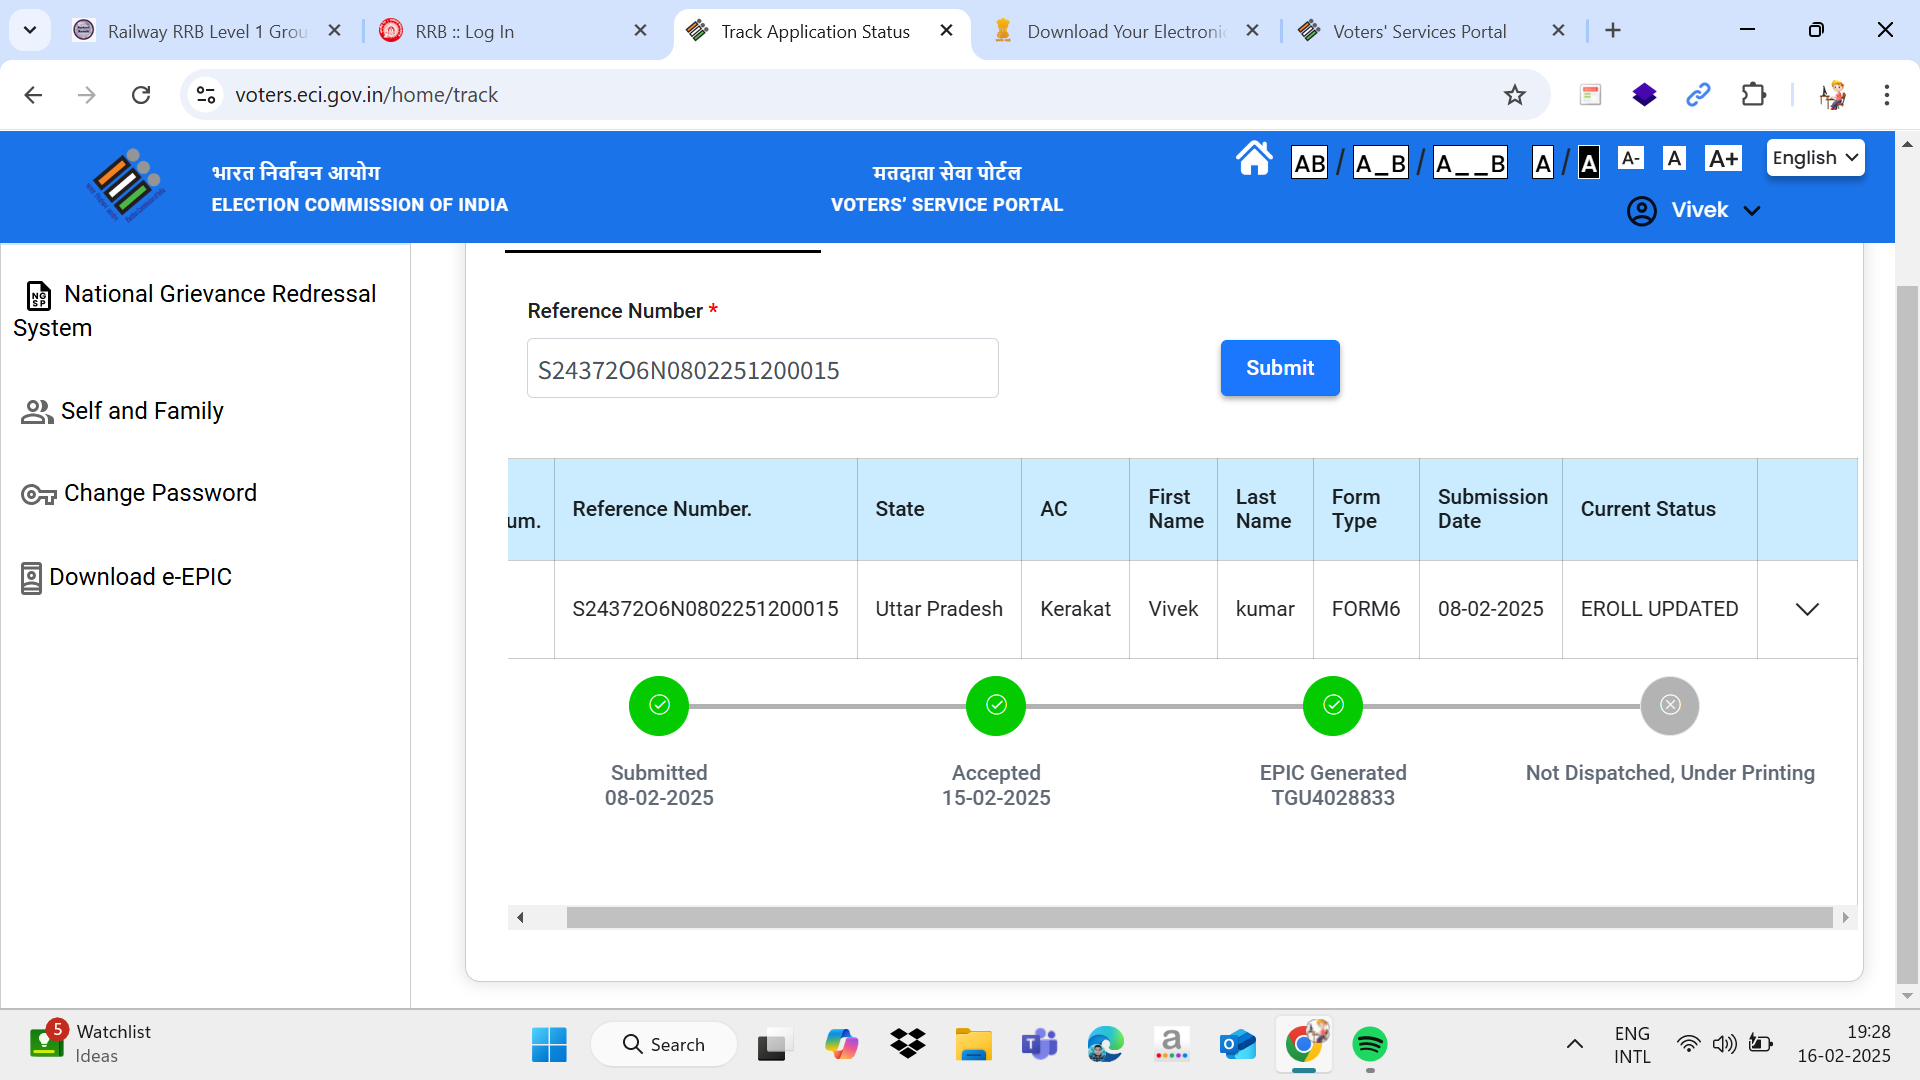 Railway RRB Level 1 Grou
RRB :: Log In
Track Application Status
Download Your Electronic
Voters' Services Portal
voters.eci.gov.in/home/track
भारत निर्वाचन आयोग
ELECTION COMMISSION OF INDIA
मतदाता सेवा पोर्टल
VOTERS’ SERVICE PORTAL
AB / A_B / A__B A / A A- A A+
English
Vivek
National Grievance Redressal
System
Self and Family
Change Password
Download e-EPIC
Reference Number *
S24372O6N0802251200015
Submit
um.
Reference Number.
State
AC
First
Name
Last
Name
Form
Type
Submission
Date
Current Status
S24372O6N0802251200015
Uttar Pradesh
Kerakat
Vivek
kumar
FORM6
08-02-2025
EROLL UPDATED
Submitted
08-02-2025
Accepted
15-02-2025
EPIC Generated
TGU4028833
Not Dispatched, Under Printing
5
Watchlist
Ideas
Search
ENG
INTL
19:28
16-02-2025